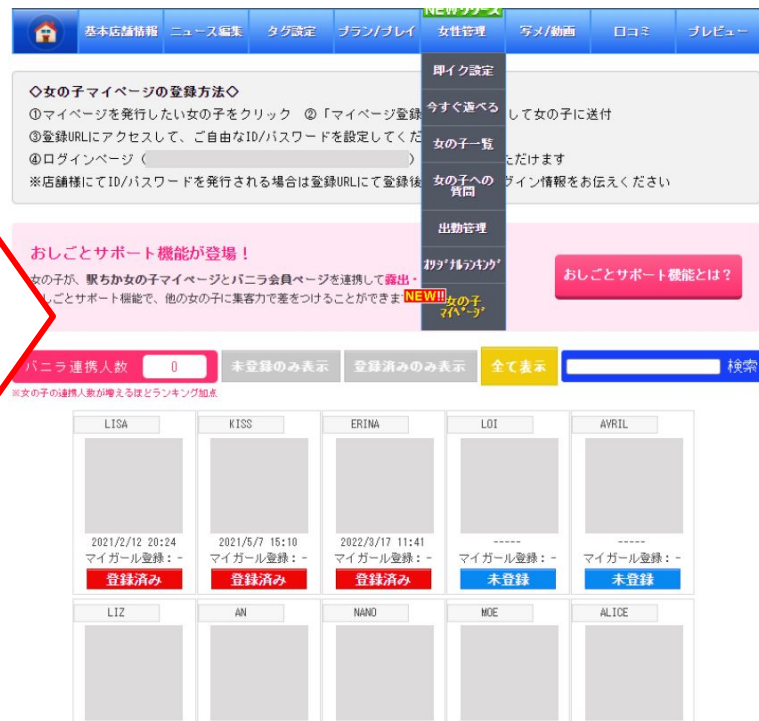 NEWリリース
基本店舗情報 ニュース編集 タグ設定 プラン/プレイ 女性管理 写メ/動画 口コミ プレビュー
即イク設定
今すぐ遊べる
女の子一覧
女の子への
質問
出勤管理
ｵﾘｼﾞﾅﾙﾗﾝｷﾝｸﾞ
NEW!!
女の子
ﾏｲﾍﾟｰｼﾞ
◇女の子マイページの登録方法◇
①マイページを発行したい女の子をクリック ②「マイページ登録 して女の子に送付
③登録URLにアクセスして、ご自由なID/パスワードを設定してくだ
④ログインページ( ) ただけます
※店舗様にてID/パスワードを発行される場合は登録URLにて登録後 グイン情報をお伝えください
おしごとサポート機能が登場！
女の子が、駅ちか女の子マイページとバニラ会員ページを連携して露出・
しごとサポート機能で、他の女の子に集客力で差をつけることができま
おしごとサポート機能とは？
バニラ連携人数 0 未登録のみ表示 登録済みのみ表示 全て表示 検索
※女の子の連携人数が増えるほどランキング加点
LISA KISS ERINA LOI AVRIL
2021/2/12 20:24 2021/5/7 15:10 2022/3/17 11:41 ----- -----
マイガール登録：- マイガール登録：- マイガール登録：- マイガール登録：- マイガール登録：-
登録済み 登録済み 登録済み 未登録 未登録
LIZ AN NANO MOE ALICE